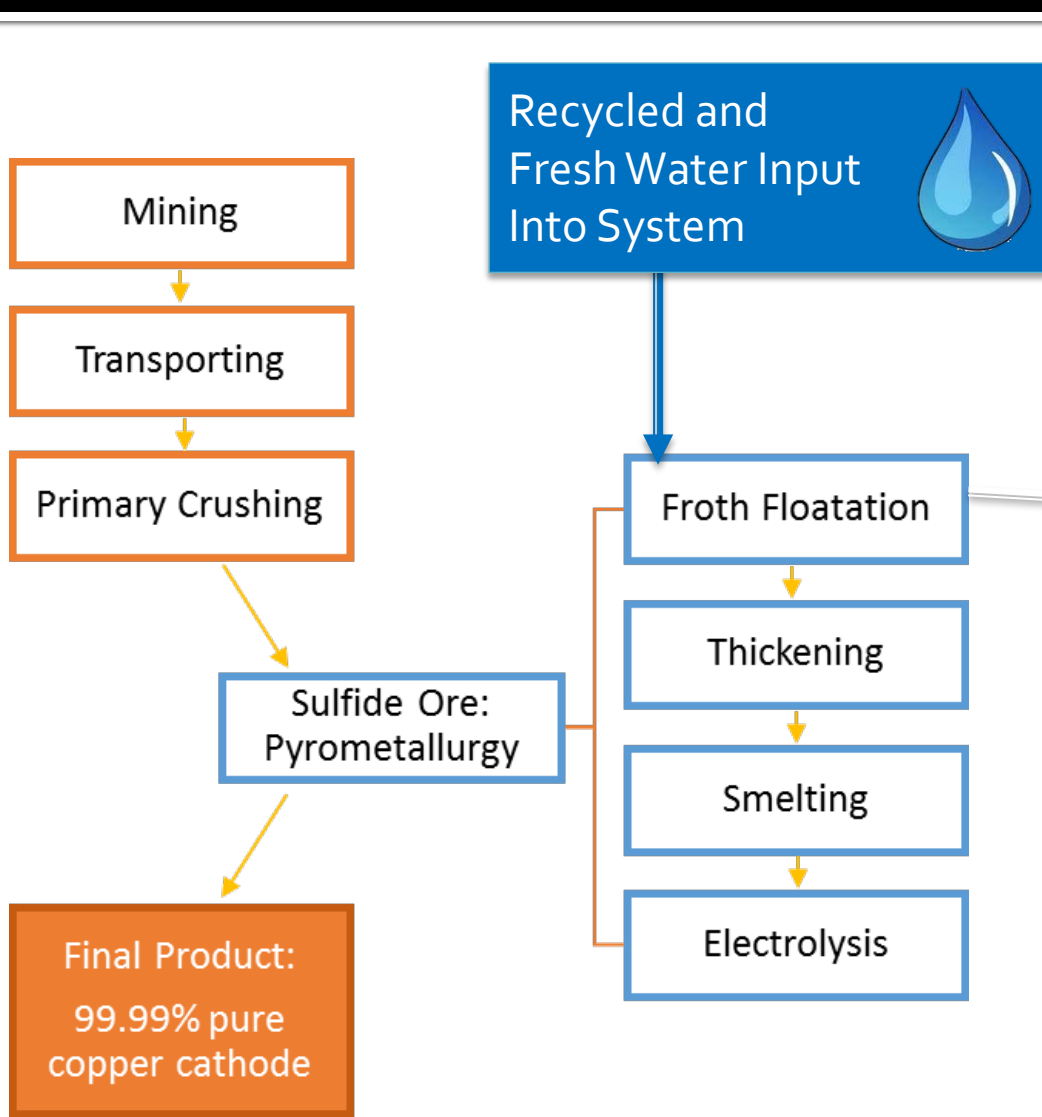 Recycled and
Fresh Water Input
Into System
Mining
Transporting
Primary Crushing
Sulfide Ore:
Pyrometallurgy
Final Product:
99.99% pure
copper cathode
Froth Floatation
Thickening
Smelting
Electrolysis